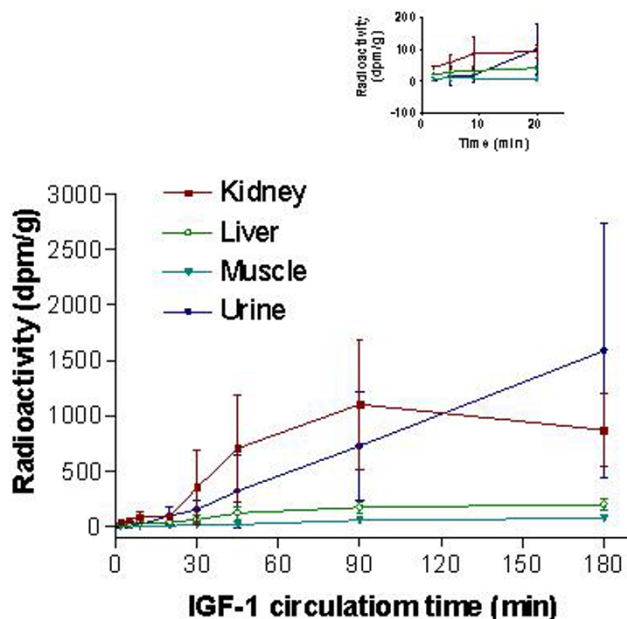 200
100
0
-100
Radioactivity
(dpm/g)
0
10
20
Time (min)
3000
2500
2000
1500
1000
500
0
Radioactivity (dpm/g)
Kidney
Liver
Muscle
Urine
0
30
60
90
120
150
180
IGF-1 circulatiom time (min)